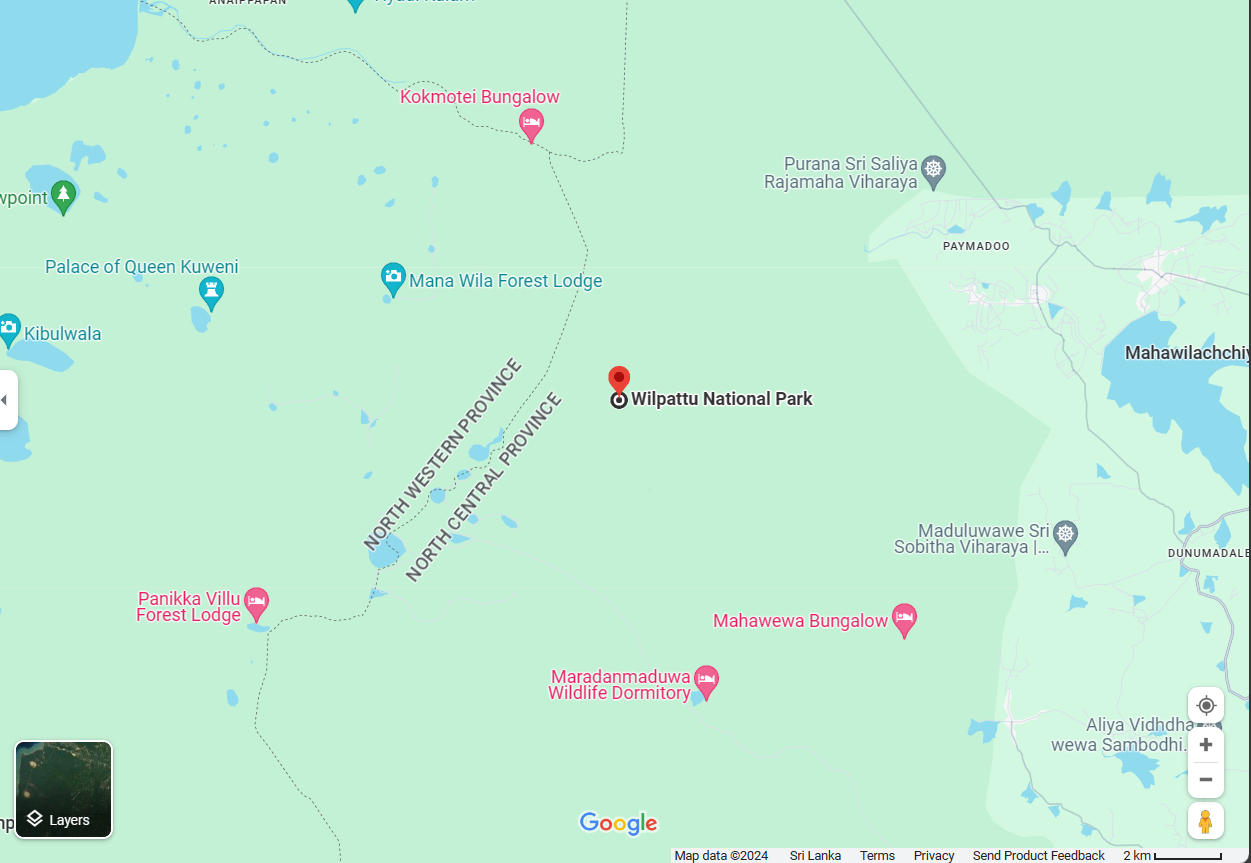 ANAIPPAPAN
Kokmotei Bungalow
Purana Sri Saliya
Rajamaha Viharaya
wpoint
PAYMADOO
Palace of Queen Kuweni
Mana Wila Forest Lodge
Kibulwala
Mahawilachchiy
NORTH WESTERN PROVINCE
NORTH CENTRAL PROVINCE
Wilpattu National Park
Maduluwawe Sri
Sobitha Viharaya |...
DUNUMADALE
Panikka Villu
Forest Lodge
Mahawewa Bungalow
Maradanmaduwa
Wildlife Dormitory
Aliya Vidhdha
wewa Sambodhi...
Layers
Google
Map data ©2024 Sri Lanka Terms Privacy Send Product Feedback 2 km